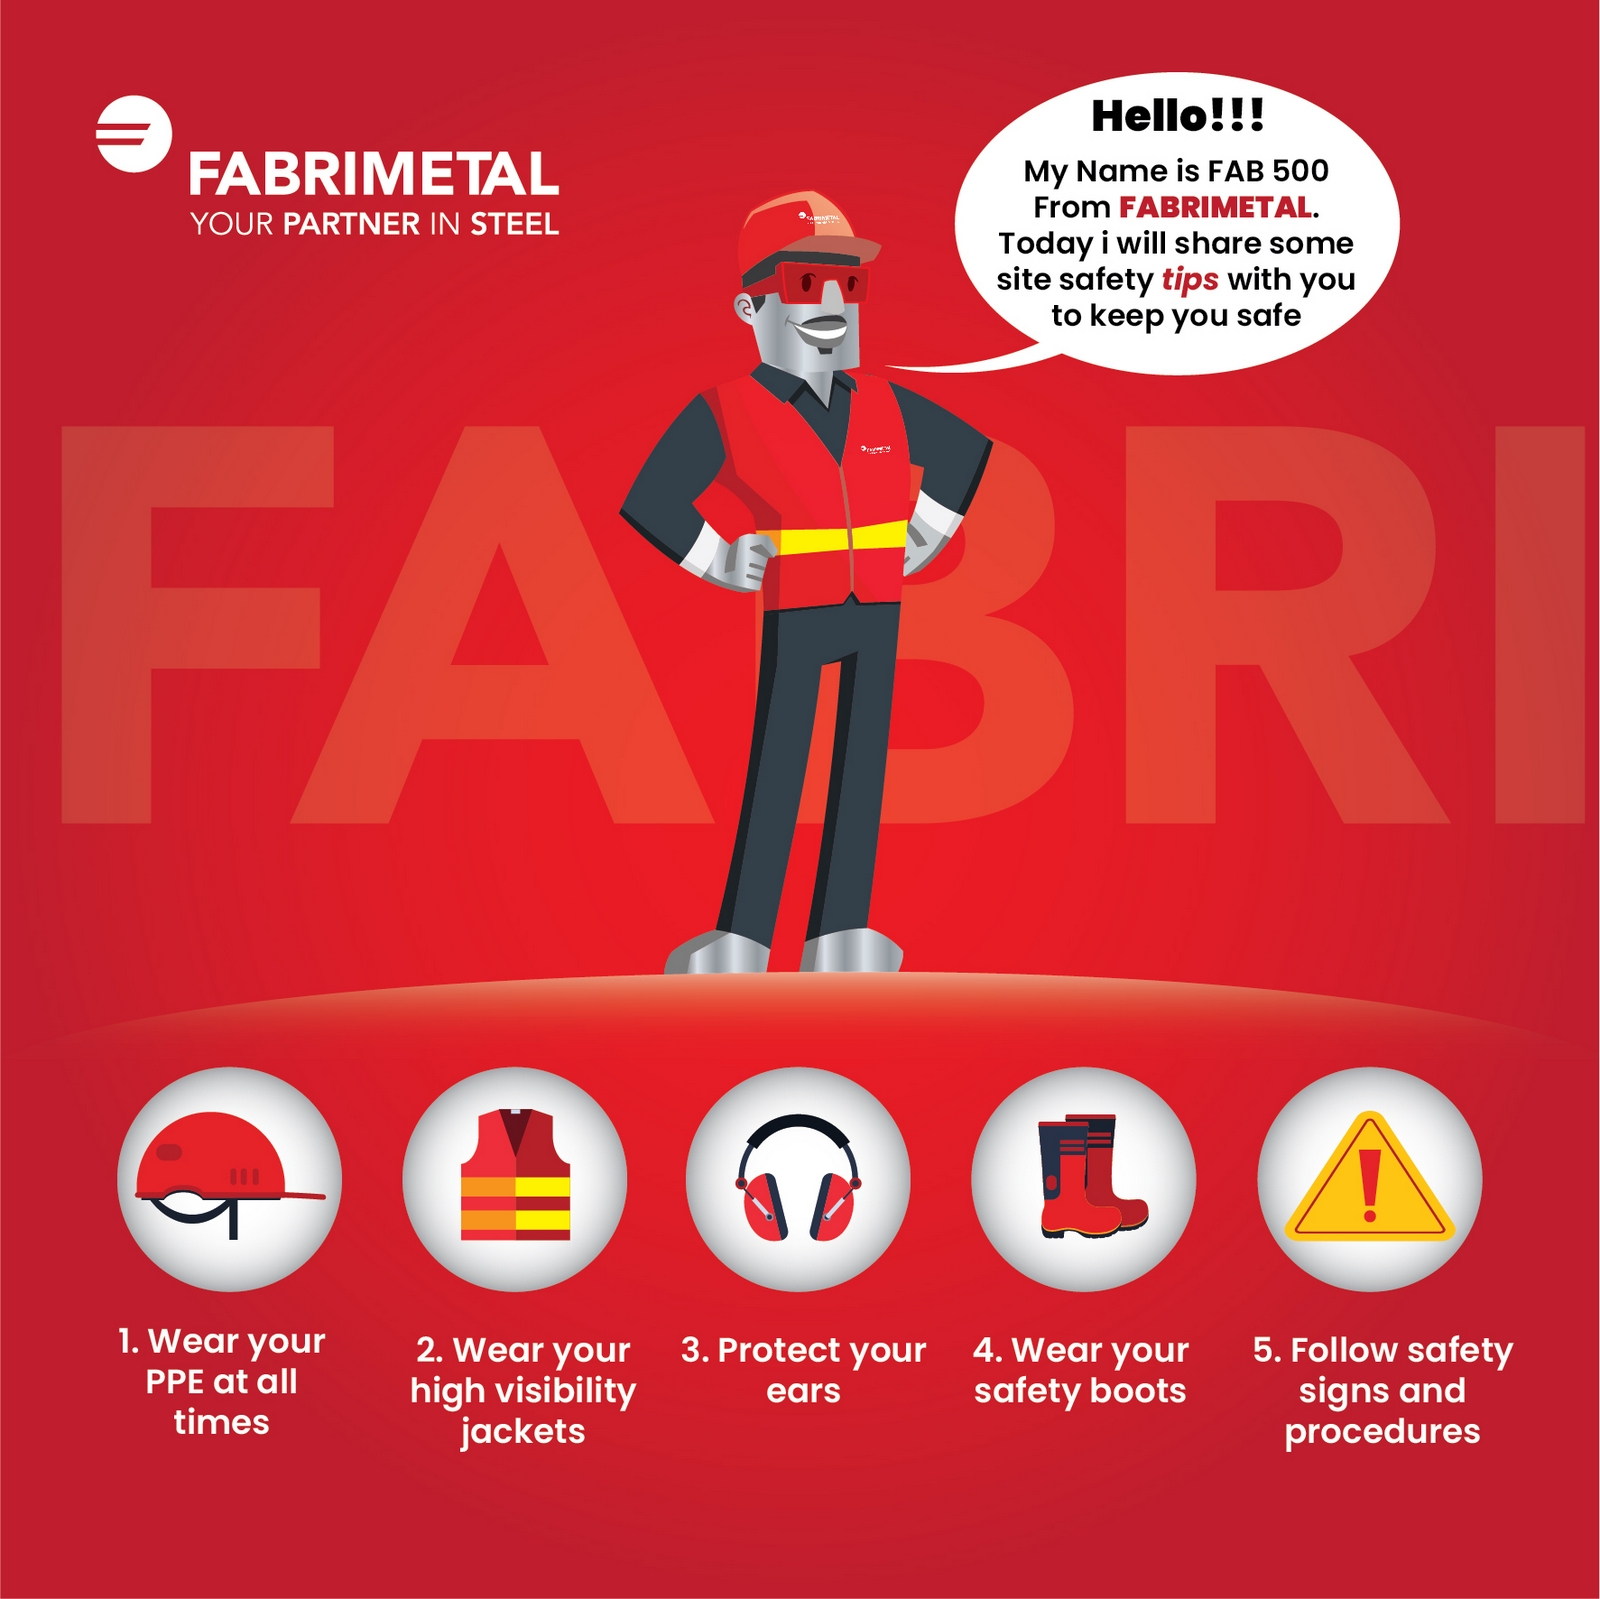 FABRIMETAL
YOUR PARTNER IN STEEL
Hello!!!
My Name is FAB 500
From FABRIMETAL.
Today i will share some
site safety tips with you
to keep you safe
FABRIMETAL
FABRIMETAL
FABRI
1. Wear your
PPE at all
times
2. Wear your
high visibility
jackets
3. Protect your
ears
4. Wear your
safety boots
5. Follow safety
signs and
procedures